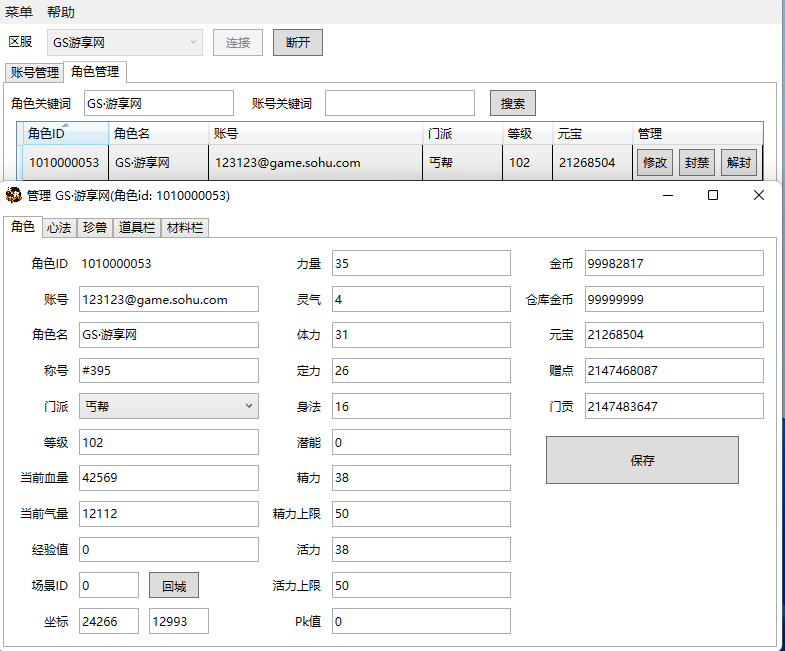 菜单 帮助
区服 GS游享网 连接 断开
账号管理 角色管理
角色关键词 GS·游享网 账号关键词 搜索
角色ID 角色名 账号 门派 等级 元宝 管理
1010000053 GS·游享网 123123@game.sohu.com 丐帮 102 21268504 修改 封禁 解封
管理 GS·游享网(角色id: 1010000053)
角色 心法 珍兽 道具栏 材料栏
角色ID 1010000053 力量 35 金币 99982817
账号 123123@game.sohu.com 灵气 4 仓库金币 99999999
角色名 GS·游享网 体力 31 元宝 21268504
称号 #395 定力 26 赠点 2147468087
门派 丐帮 身法 16 门贡 2147483647
等级 102 潜能 0 保存
当前血量 42569 精力 38
当前气量 12112 精力上限 50
经验值 0 活力 38
场景ID 0 回城 活力上限 50
坐标 24266 12993 Pk值 0